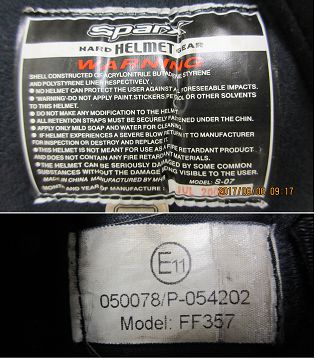 sparx
HARD HELMET GEAR
WARNING
SHELL CONSTRUCTED OF ACRYLONITRILE BUTADIENE STYRENE
AND POLYSTYRENE LINER RESPECTIVELY.
● NO HELMET CAN PROTECT THE USER AGAINST ALL FORESEEABLE IMPACTS.
● "WARNING"-DO NOT APPLY PAINT.STICKERS.PETROL OR OTHER SOLVENTS
TO THIS HELMET.
● DO NOT MAKE ANY MODIFICATION TO THE HELMET.
● ALL RETENTION STRAPS MUST BE SECURELY FASTENED UNDER THE CHIN.
● APPLY ONLY MILD SOAP AND WATER FOR CLEANING.
● IF HELMET EXPERIENCES A SEVERE BLOW RETURN IT TO MANUFACTURER
FOR INSPECTION OR DESTROY AND REPLACE IT
● THIS HELMET IS NOT MEANT FOR USE AS A FIRE RETARDANT PRODUCT
AND DOES NOT CONTAIN ANY FIRE RETARDANT MATERIALS.
● THE HELMET CAN BE SERIOUSLY DAMAGED BY SOME COMMON
SUBSTANCES WITHOUT THE DAMAGE BEING VISIBLE TO THE USER.
MADE IN CHINA MANUFACTURED BY MHR MODEL: S-07
MONTH AND YEAR OF MANUFACTURE: JUL
2017/06/30 09:17
E11
050078/P-054202
Model: FF357